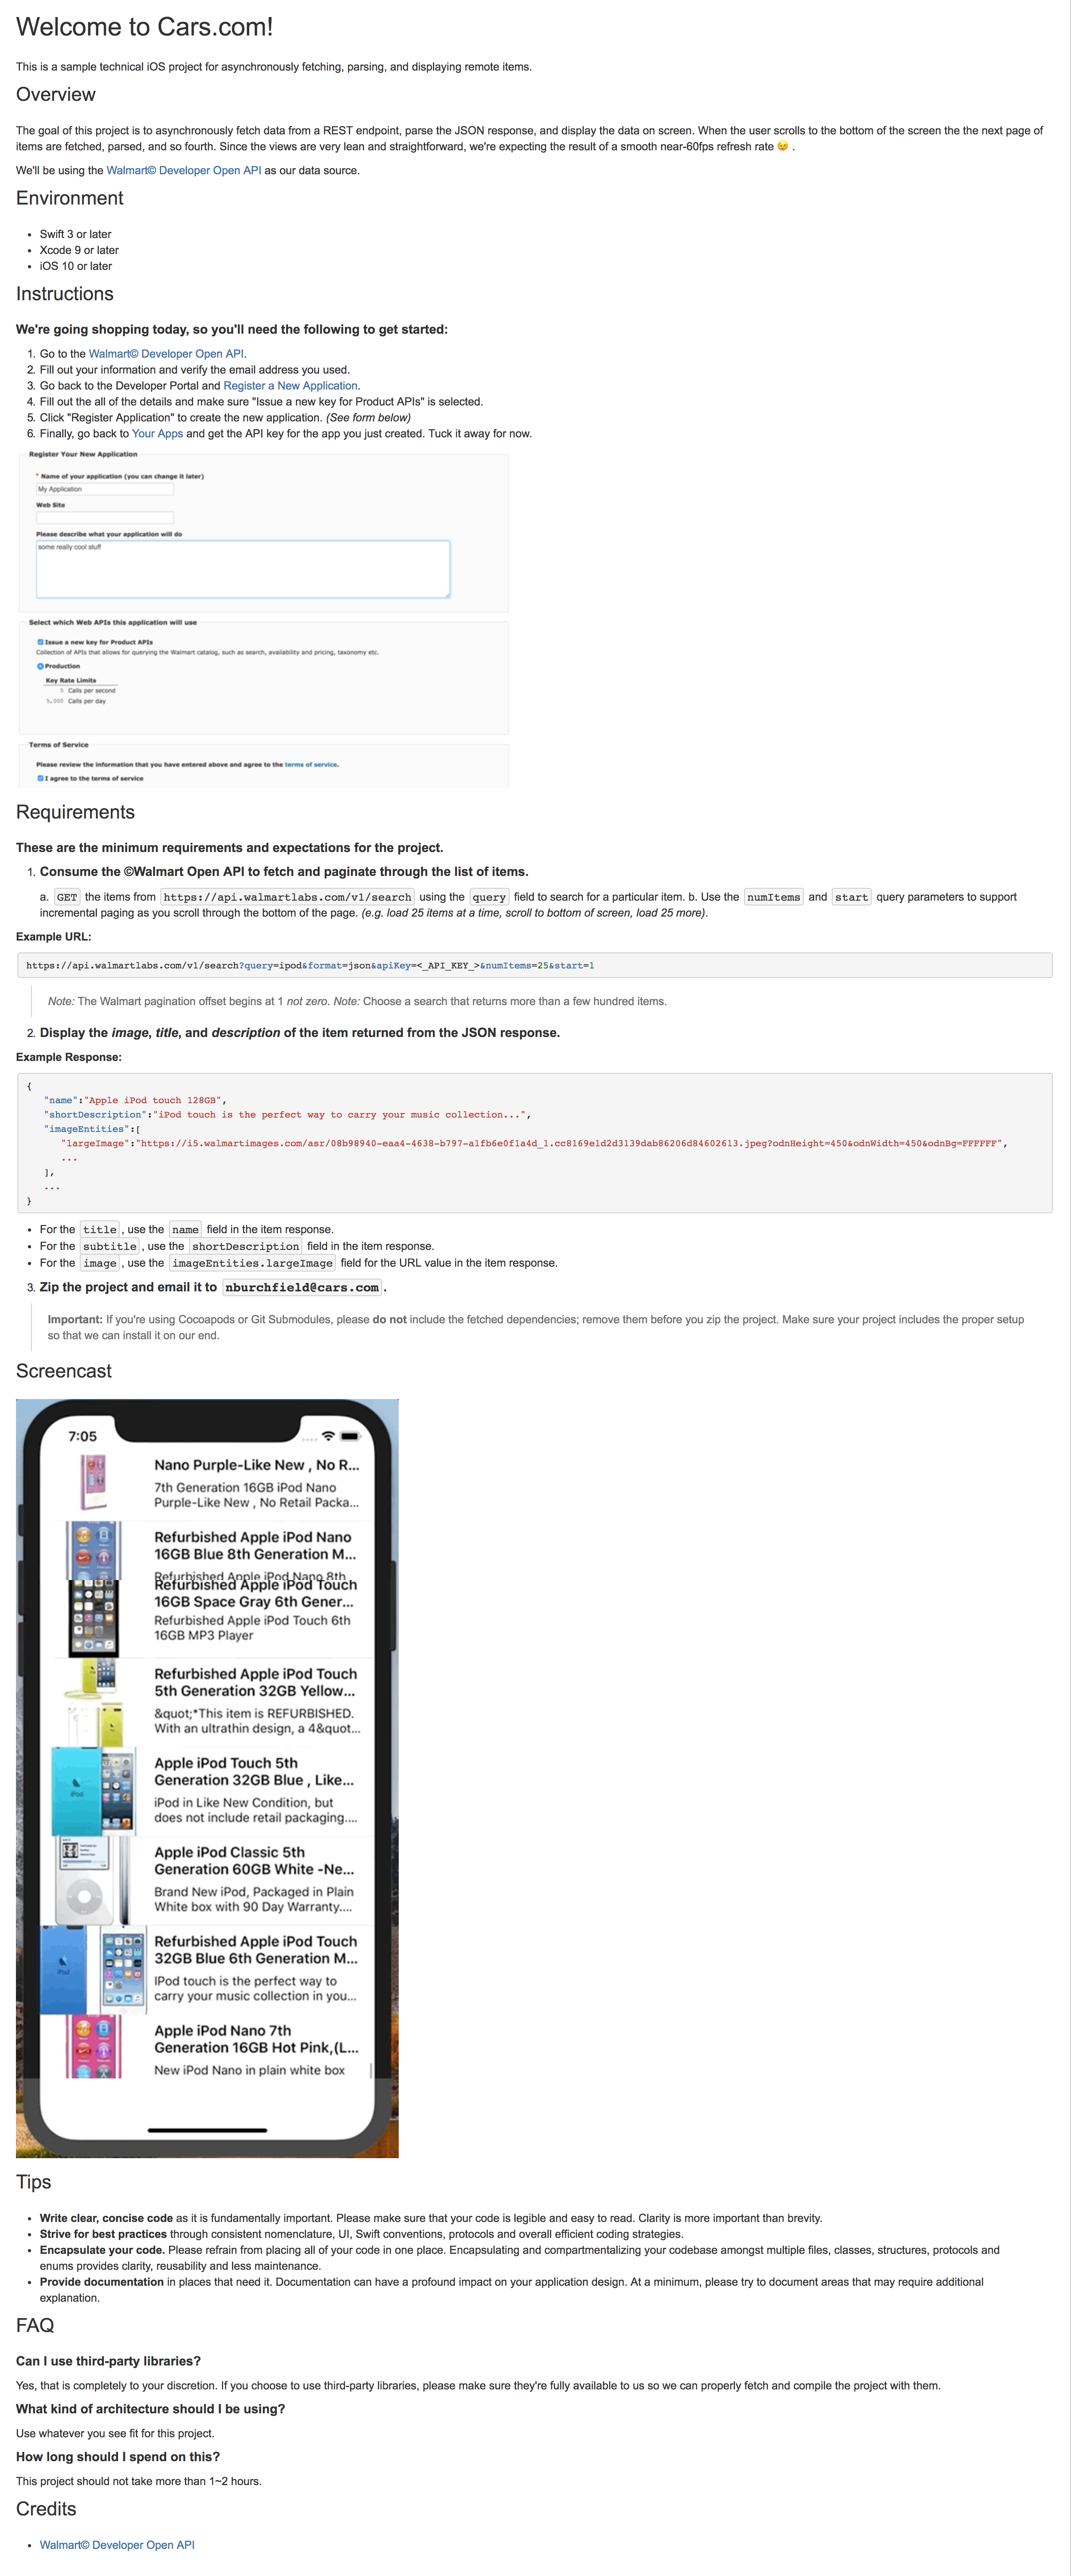 Welcome to Cars.com!
This is a sample technical iOS project for asynchronously fetching, parsing, and displaying remote items.
Overview
The goal of this project is to asynchronously fetch data from a REST endpoint, parse the JSON response, and display the data on screen. When the user scrolls to the bottom of the screen the the next page of
items are fetched, parsed, and so fourth. Since the views are very lean and straightforward, we're expecting the result of a smooth near-60fps refresh rate 😉 .
We'll be using the Walmart© Developer Open API as our data source.
Environment
• Swift 3 or later
• Xcode 9 or later
• iOS 10 or later
Instructions
We're going shopping today, so you'll need the following to get started:
1. Go to the Walmart© Developer Open API.
2. Fill out your information and verify the email address you used.
3. Go back to the Developer Portal and Register a New Application.
4. Fill out the all of the details and make sure "Issue a new key for Product APIs" is selected.
5. Click "Register Application" to create the new application. (See form below)
6. Finally, go back to Your Apps and get the API key for the app you just created. Tuck it away for now.
Register Your New Application
* Name of your application (you can change it later)
My Application
Web Site
Please describe what your application will do
some really cool stuff
Select which Web APIs this application will use
Issue a new key for Product APIs
Collection of APIs that allows for querying the Walmart catalog, such as search, availability and pricing, taxonomy etc.
Production
Key Rate Limits
5 Calls per second
5,000 Calls per day
Terms of Service
Please review the information that you have entered above and agree to the terms of service.
I agree to the terms of service
Requirements
These are the minimum requirements and expectations for the project.
1. Consume the ©Walmart Open API to fetch and paginate through the list of items.
a. GET the items from https://api.walmartlabs.com/v1/search using the query field to search for a particular item. b. Use the numItems and start query parameters to support
incremental paging as you scroll through the bottom of the page. (e.g. load 25 items at a time, scroll to bottom of screen, load 25 more).
Example URL:
https://api.walmartlabs.com/v1/search?query=ipod&format=json&apiKey=<_API_KEY_>&numItems=25&start=1
Note: The Walmart pagination offset begins at 1 not zero. Note: Choose a search that returns more than a few hundred items.
2. Display the image, title, and description of the item returned from the JSON response.
Example Response:
{
"name":"Apple iPod touch 128GB",
"shortDescription":"iPod touch is the perfect way to carry your music collection...",
"imageEntities":[
"largeImage":"https://i5.walmartimages.com/asr/08b98940-eaa4-4638-b797-a1fb6e0f1a4d_1.cc8169e1d2d3139dab86206d84602613.jpeg?odnHeight=450&odnWidth=450&odnBg=FFFFFF",
...
],
...
}
• For the title , use the name field in the item response.
• For the subtitle , use the shortDescription field in the item response.
• For the image , use the imageEntities.largeImage field for the URL value in the item response.
3. Zip the project and email it to nburchfield@cars.com .
Important: If you're using Cocoapods or Git Submodules, please do not include the fetched dependencies; remove them before you zip the project. Make sure your project includes the proper setup
so that we can install it on our end.
Screencast
7:05
Nano Purple-Like New , No R...
7th Generation 16GB iPod Nano
Purple-Like New , No Retail Packa...
Refurbished Apple iPod Nano
16GB Blue 8th Generation M...
Refurbished Apple iPod Nano 8th
Refurbished Apple iPod Touch
16GB Space Gray 6th Gener...
Refurbished Apple iPod Touch 6th
16GB MP3 Player
Refurbished Apple iPod Touch
5th Generation 32GB Yellow...
&quot;*This item is REFURBISHED.
With an ultrathin design, a 4&quot...
Apple iPod Touch 5th
Generation 32GB Blue , Like...
iPod in Like New Condition, but
does not include retail packaging....
iPod
Apple iPod Classic 5th
Generation 60GB White -Ne...
Brand New iPod, Packaged in Plain
White box with 90 Day Warranty....
Refurbished Apple iPod Touch
32GB Blue 6th Generation M...
IPod touch is the perfect way to
carry your music collection in you...
iPod
Apple iPod Nano 7th
Generation 16GB Hot Pink,(L...
New iPod Nano in plain white box
Tips
• Write clear, concise code as it is fundamentally important. Please make sure that your code is legible and easy to read. Clarity is more important than brevity.
• Strive for best practices through consistent nomenclature, UI, Swift conventions, protocols and overall efficient coding strategies.
• Encapsulate your code. Please refrain from placing all of your code in one place. Encapsulating and compartmentalizing your codebase amongst multiple files, classes, structures, protocols and
enums provides clarity, reusability and less maintenance.
• Provide documentation in places that need it. Documentation can have a profound impact on your application design. At a minimum, please try to document areas that may require additional
explanation.
FAQ
Can I use third-party libraries?
Yes, that is completely to your discretion. If you choose to use third-party libraries, please make sure they're fully available to us so we can properly fetch and compile the project with them.
What kind of architecture should I be using?
Use whatever you see fit for this project.
How long should I spend on this?
This project should not take more than 1~2 hours.
Credits
• Walmart© Developer Open API